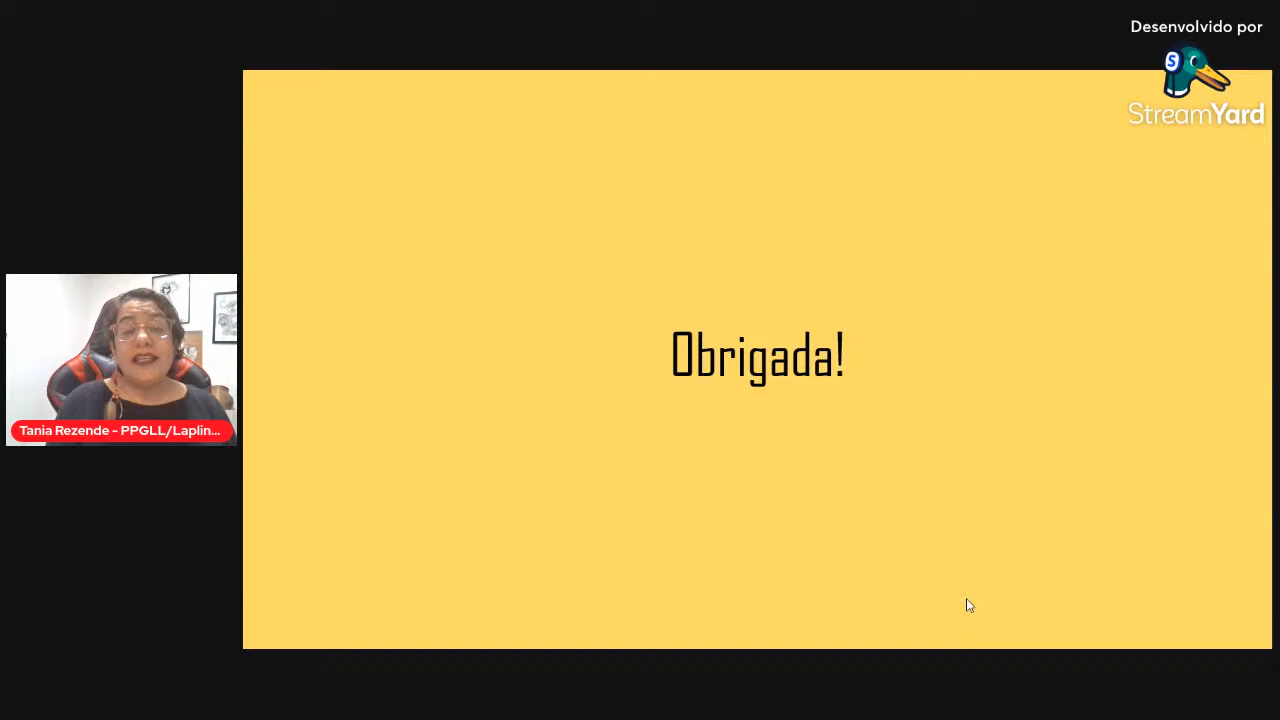 Desenvolvido por
StreamYard
Obrigada!
Tania Rezende - PPGLL/Laplin...